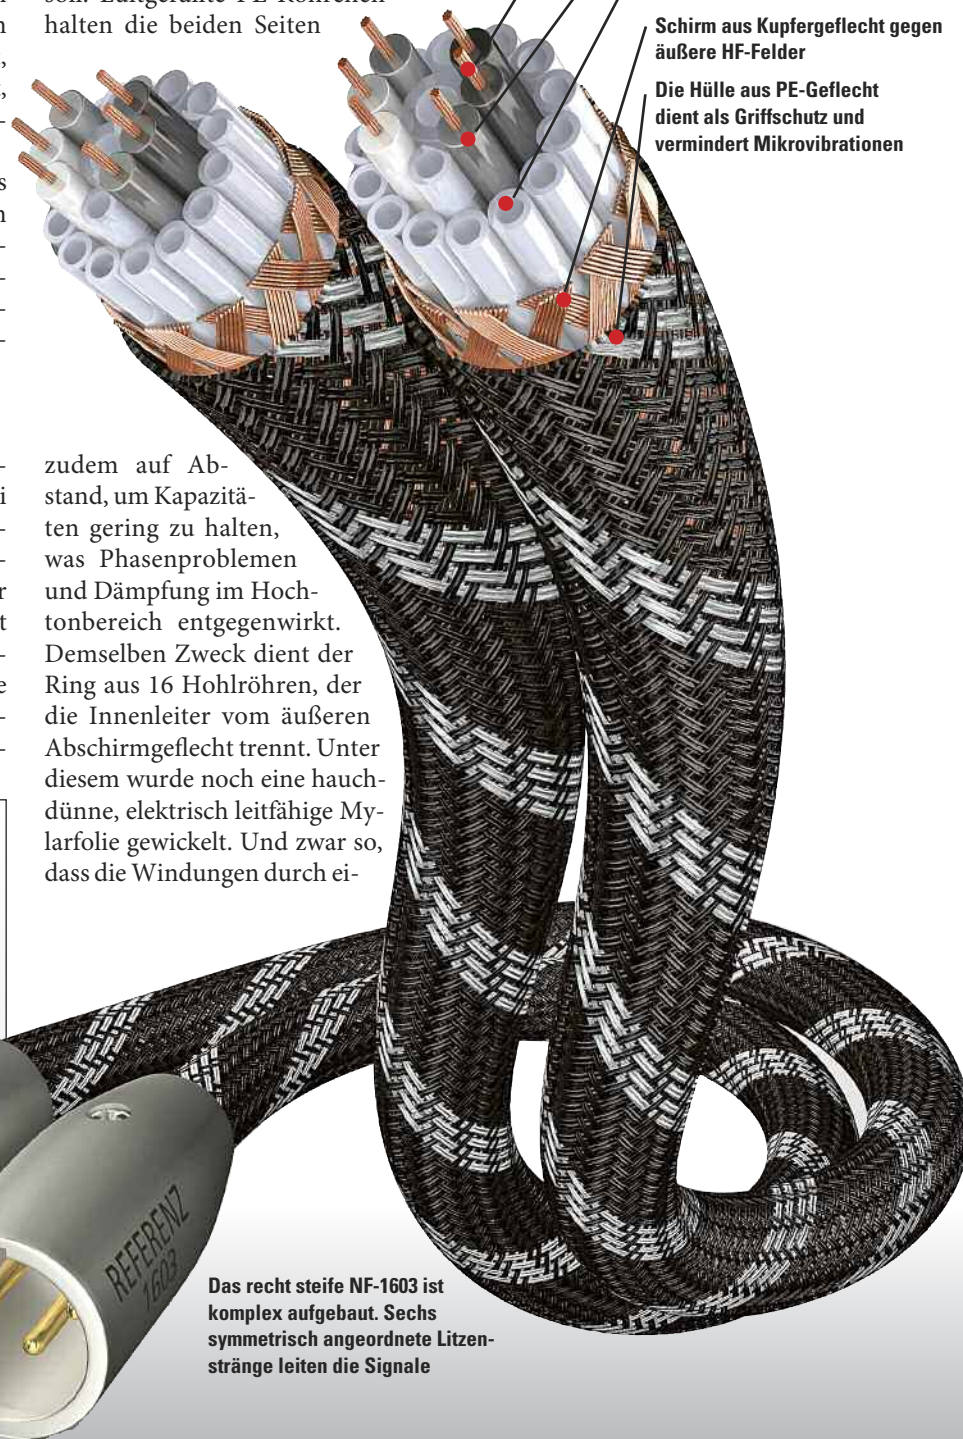 halten die beiden Seiten
zudem auf Ab-
stand, um Kapazitä-
ten gering zu halten,
was Phasenproblemen
und Dämpfung im Hoch-
tonbereich entgegenwirkt.
Demselben Zweck dient der
Ring aus 16 Hohlröhren, der
die Innenleiter vom äußeren
Abschirmgeflecht trennt. Unter
diesem wurde noch eine hauch-
dünne, elektrisch leitfähige My-
larfolie gewickelt. Und zwar so,
dass die Windungen durch ei-
Schirm aus Kupfergeflecht gegen
äußere HF-Felder
Die Hülle aus PE-Geflecht
dient als Griffschutz und
vermindert Mikrovibrationen
REFERENZ
1603
Das recht steife NF-1603 ist
komplex aufgebaut. Sechs
symmetrisch angeordnete Litzen-
stränge leiten die Signale